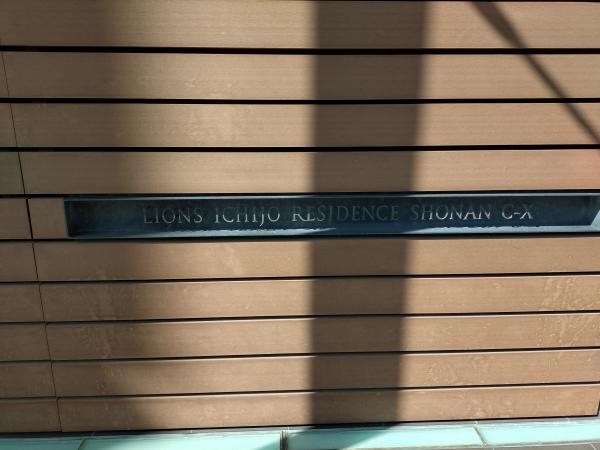 LIONS ICHIJO RESIDENCE SHONAN C-X